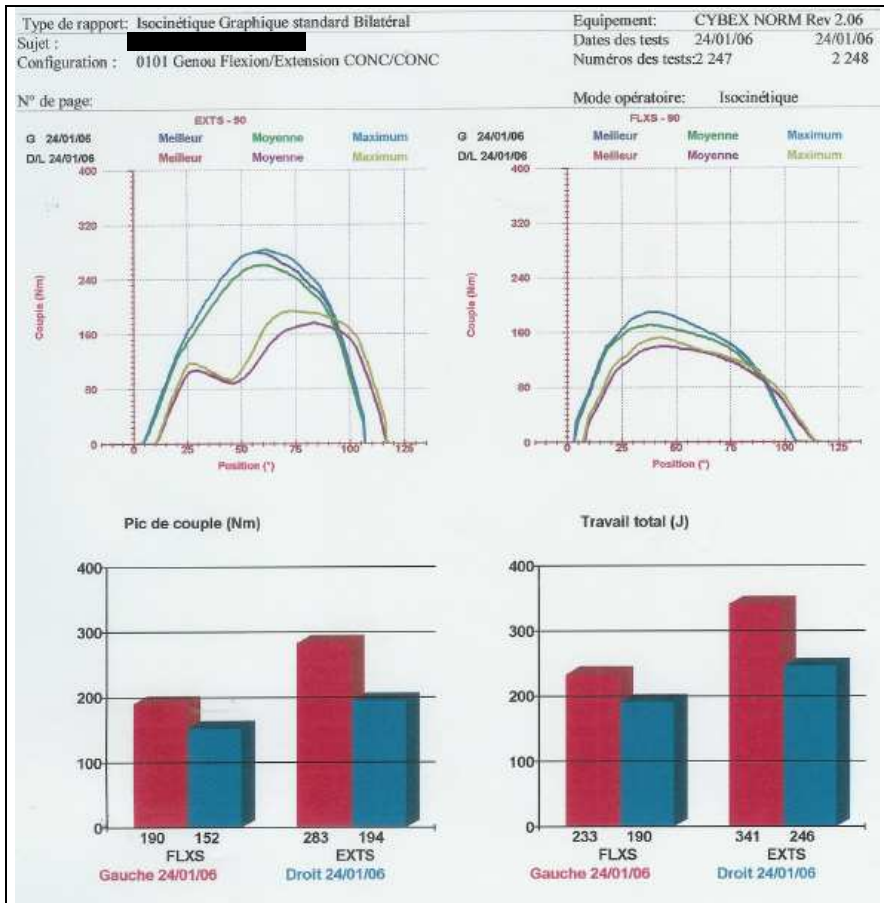 Type de rapport: Isocinétique Graphique standard Bilatéral
Equipement: CYBEX NORM Rev 2.06
Sujet :
Dates des tests 24/01/06 24/01/06
Configuration : 0101 Genou Flexion/Extension CONC/CONC
Numéros des tests:2 247 2 248
N° de page:
Mode opératoire: Isocinétique
EXTS - 90
G 24/01/06 Meilleur Moyenne Maximum
D/L 24/01/06 Meilleur Moyenne Maximum
400
320
240
160
80
0
Couple (Nm)
0 25 50 75 100 125
Position (°)
FLXS - 90
G 24/01/06 Meilleur Moyenne Maximum
D/L 24/01/06 Meilleur Moyenne Maximum
400
320
240
160
80
0
Couple (Nm)
0 25 50 75 100 125
Position (°)
Pic de couple (Nm)
400
300
200
100
0
190 152 283 194
FLXS EXTS
Gauche 24/01/06 Droit 24/01/06
Travail total (J)
400
300
200
100
0
233 190 341 246
FLXS EXTS
Gauche 24/01/06 Droit 24/01/06